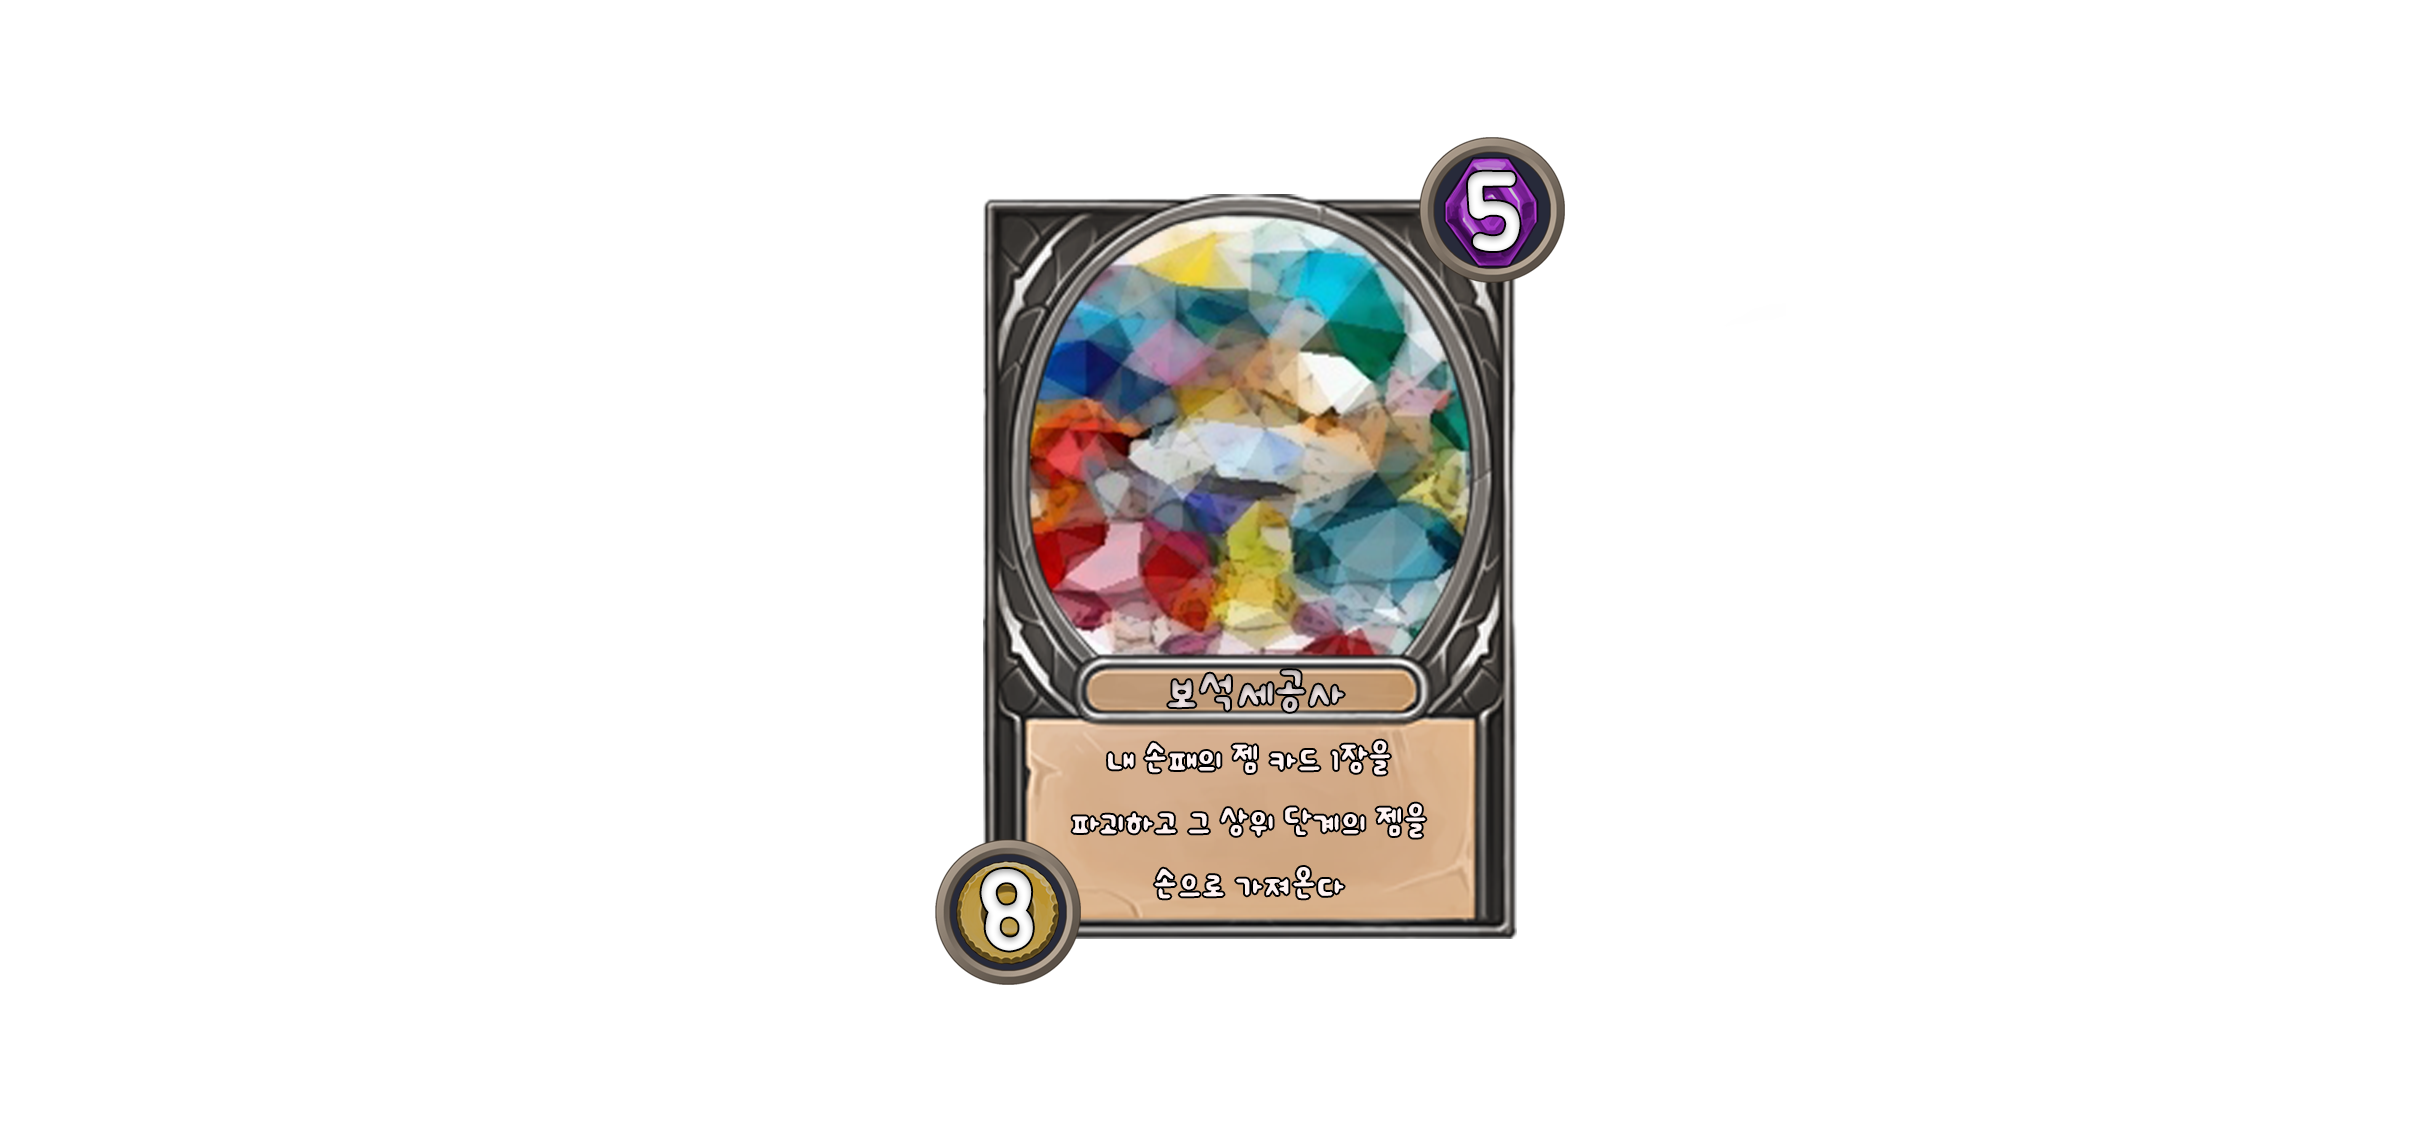 5
보석세공사
내 손패의 젬 카드 1장을
파괴하고 그 상위 단계의 젬을
손으로 가져온다
8